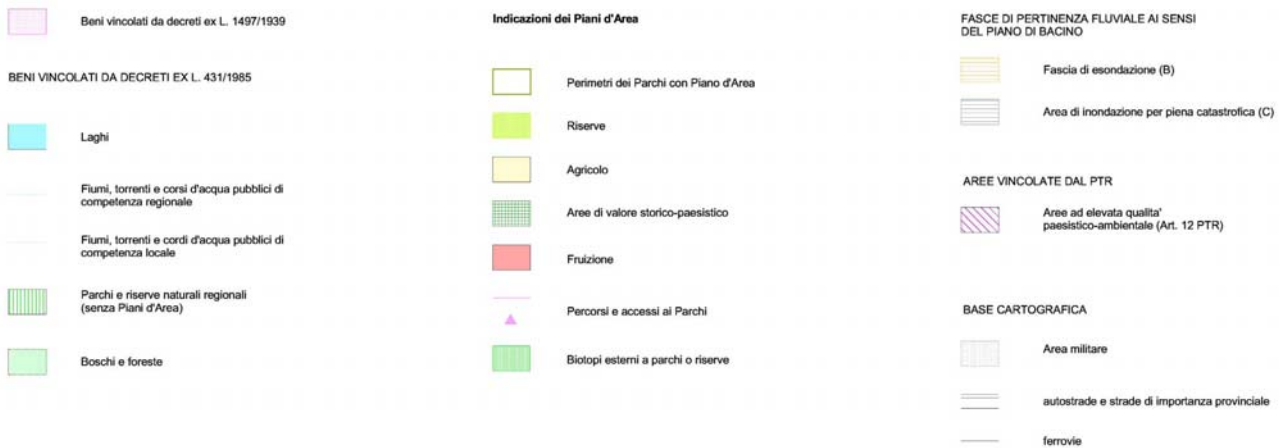 Beni vincolati da decreti ex L. 1497/1939
BENI VINCOLATI DA DECRETI EX L. 431/1985
Laghi
Fiumi, torrenti e corsi d'acqua pubblici di
competenza regionale
Fiumi, torrenti e cordi d'acqua pubblici di
competenza locale
Parchi e riserve naturali regionali
(senza Piani d'Area)
Boschi e foreste
Indicazioni dei Piani d'Area
Perimetri dei Parchi con Piano d'Area
Riserve
Agricolo
Aree di valore storico-paesistico
Fruizione
Percorsi e accessi ai Parchi
Biotopi esterni a parchi o riserve
FASCE DI PERTINENZA FLUVIALE AI SENSI
DEL PIANO DI BACINO
Fascia di esondazione (B)
Area di inondazione per piena catastrofica (C)
AREE VINCOLATE DAL PTR
Aree ad elevata qualita'
paesistico-ambientale (Art. 12 PTR)
BASE CARTOGRAFICA
Area militare
autostrade e strade di importanza provinciale
ferrovie